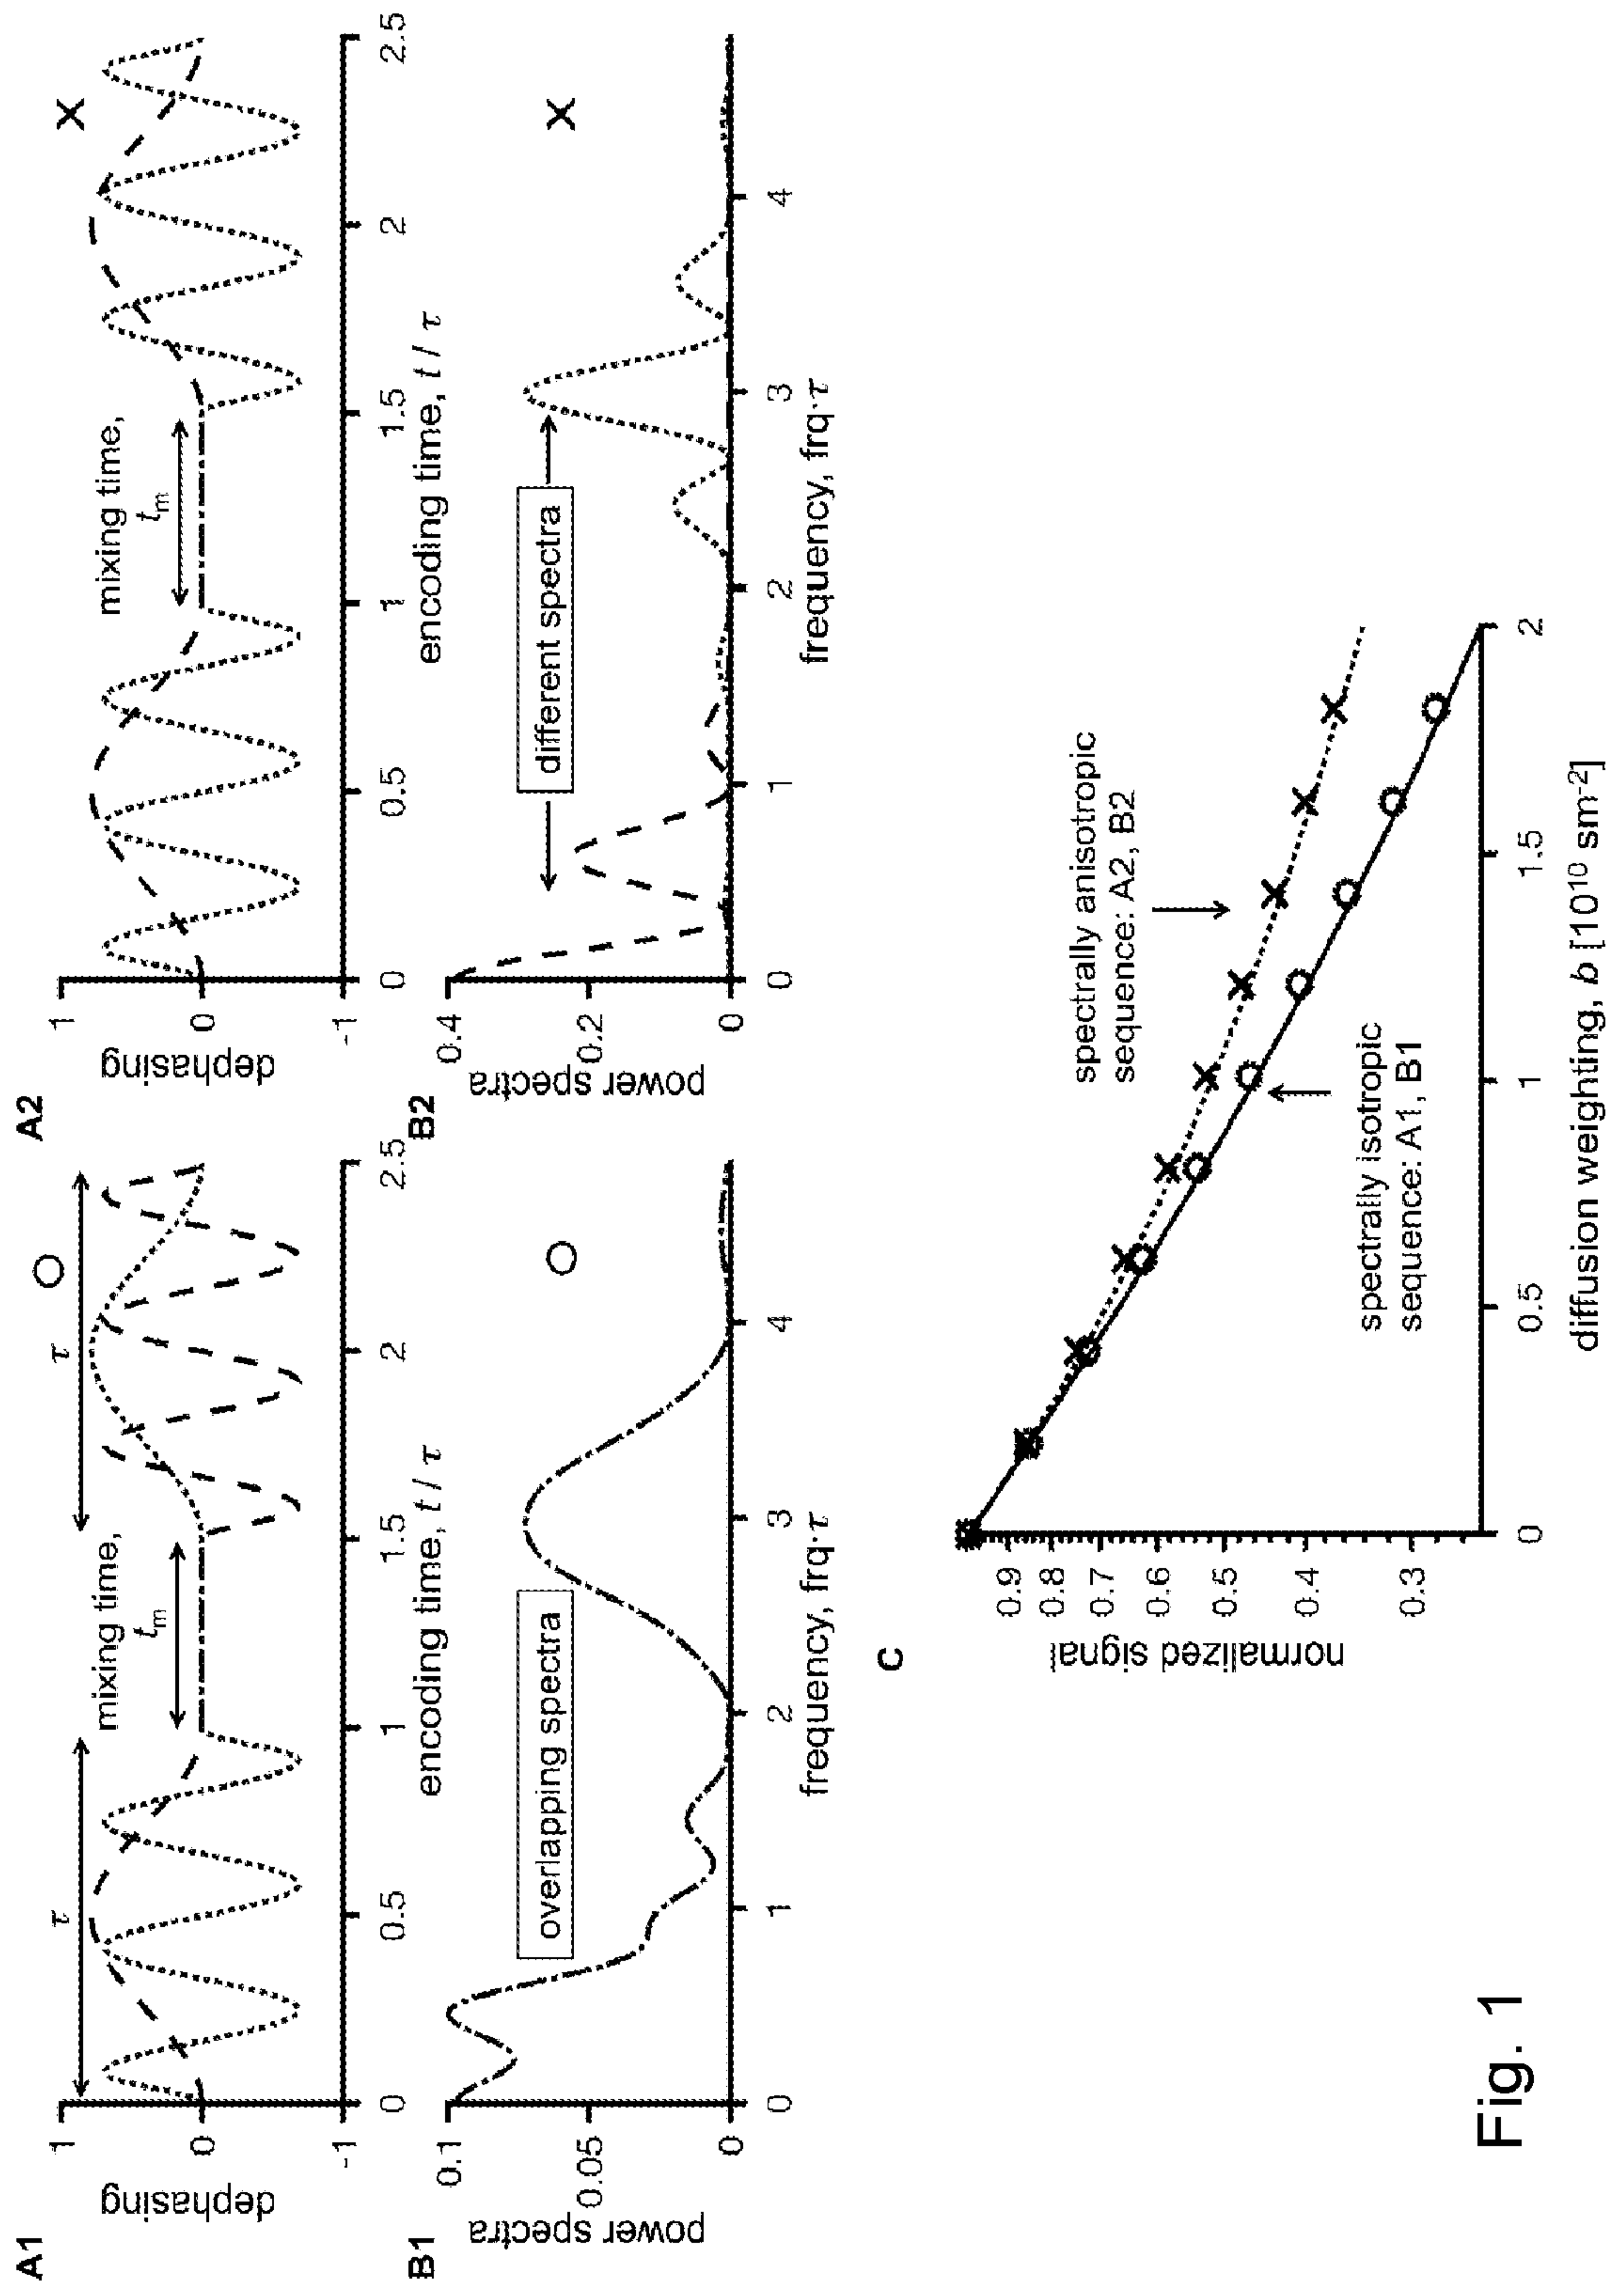 A1
dephasing
1
0
-1
τ
mixing time,
tm
τ
O
0
0.5
1
1.5
2
2.5
encoding time, t / τ
A2
dephasing
1
0
-1
mixing time,
tm
X
0
0.5
1
1.5
2
2.5
encoding time, t / τ
B1
power spectra
0.1
0.05
0
overlapping spectra
O
0
1
2
3
4
frequency, frq·τ
B2
power spectra
0.4
0.2
0
different spectra
X
0
1
2
3
4
frequency, frq·τ
C
normalized signal
0.9
0.8
0.7
0.6
0.5
0.4
0.3
spectrally anisotropic
sequence: A2, B2
spectrally isotropic
sequence: A1, B1
0
0.5
1
1.5
2
diffusion weighting, b [10¹⁰ sm⁻²]
Fig. 1